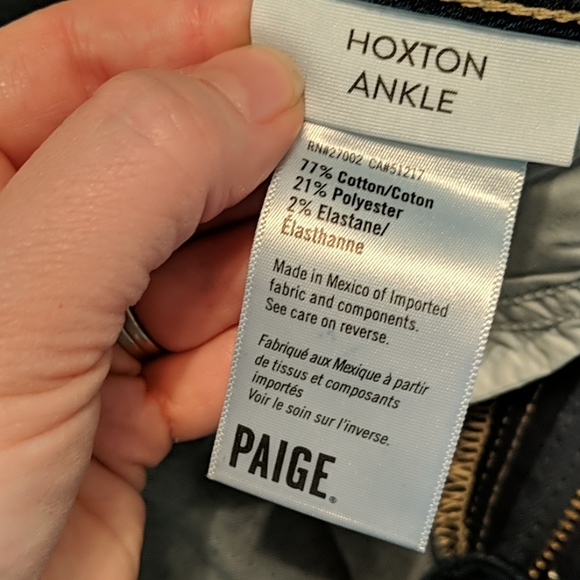 HOXTON
ANKLE
RN#27002 CA#51217
77% Cotton/Coton
21% Polyester
2% Elastane/
Élasthanne
Made in Mexico of Imported
fabric and components.
See care on reverse.
Fabriqué aux Mexique à partir
de tissus et composants
importés
Voir le soin sur l'inverse.
PAIGE®